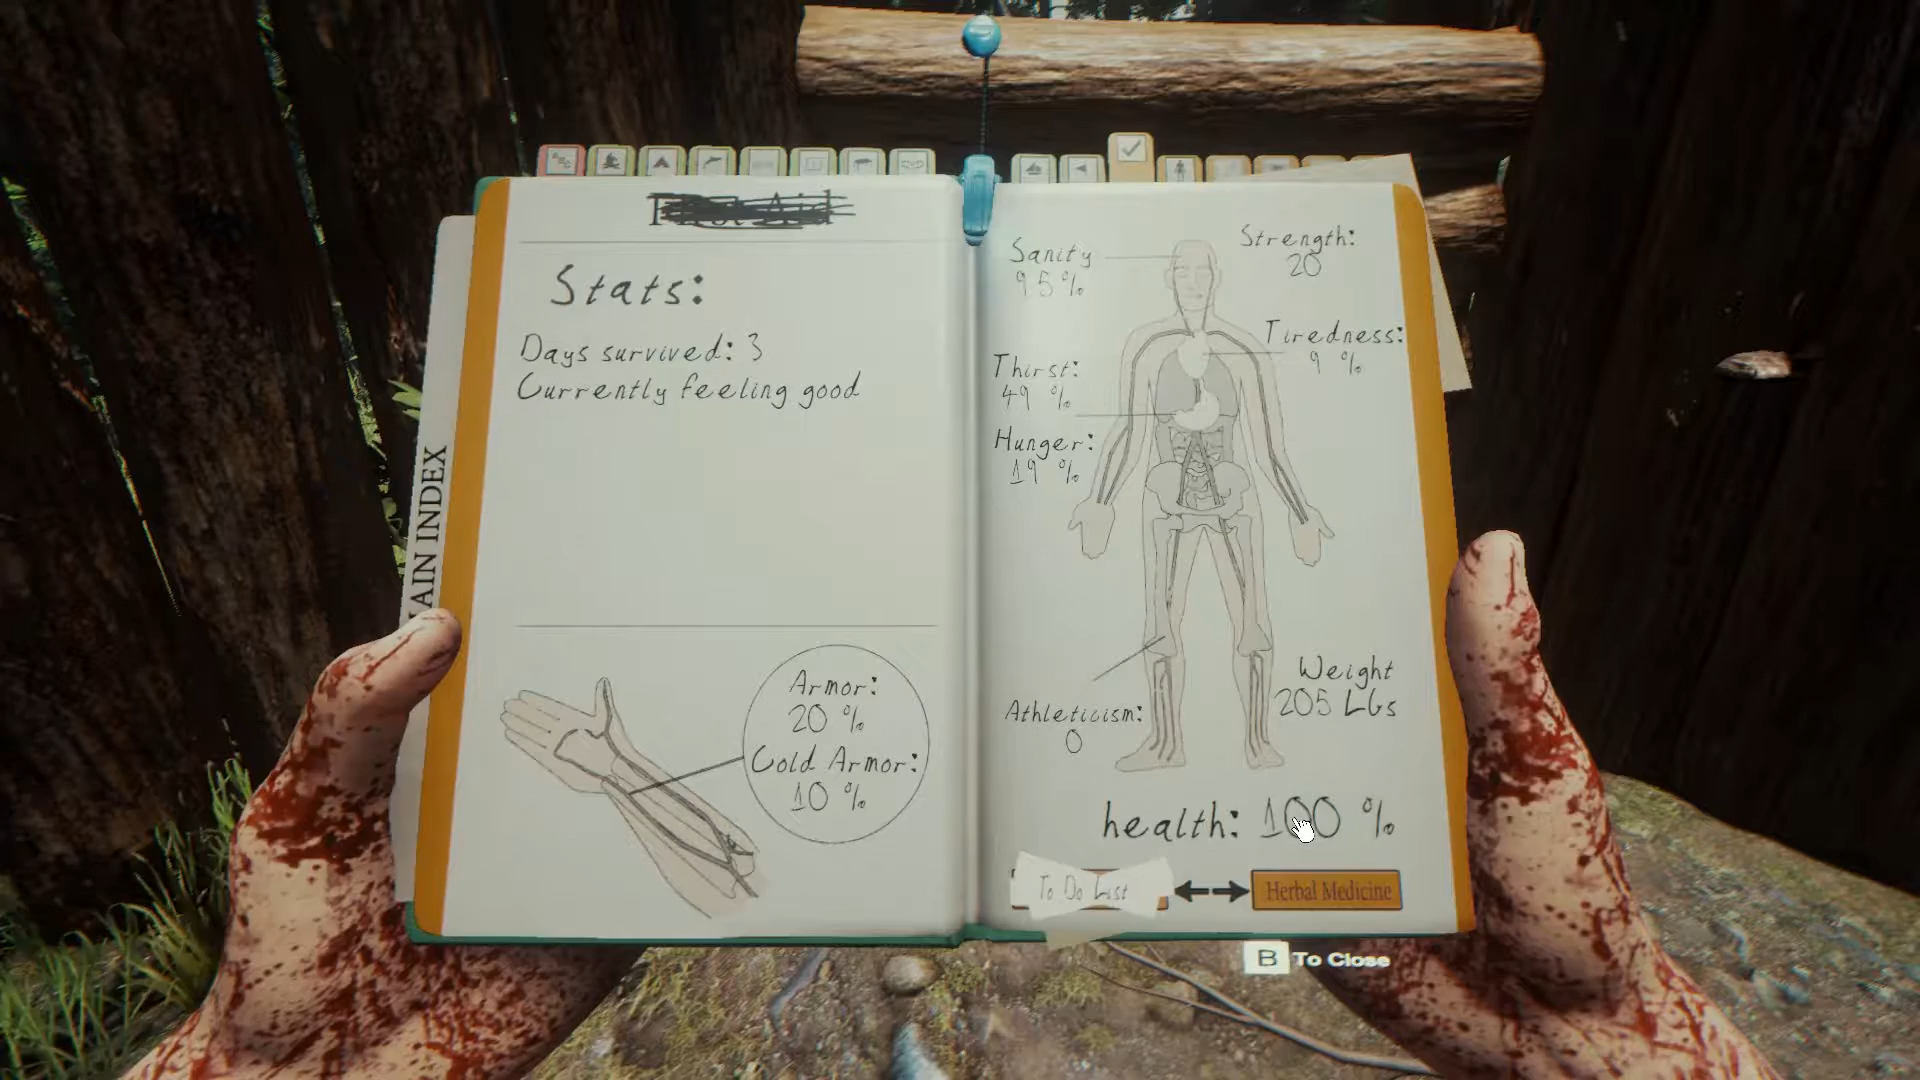 MAIN INDEX
First Aid
Stats:
Days survived: 3
Currently feeling good
Armor:
20 %
Cold Armor:
10 %
Sanity
95 %
Strength:
20
Tiredness:
9 %
Thirst:
49 %
Hunger:
19 %
Athleticism:
0
Weight
205 LBs
health: 100 %
To Do List
Herbal Medicine
B To Close